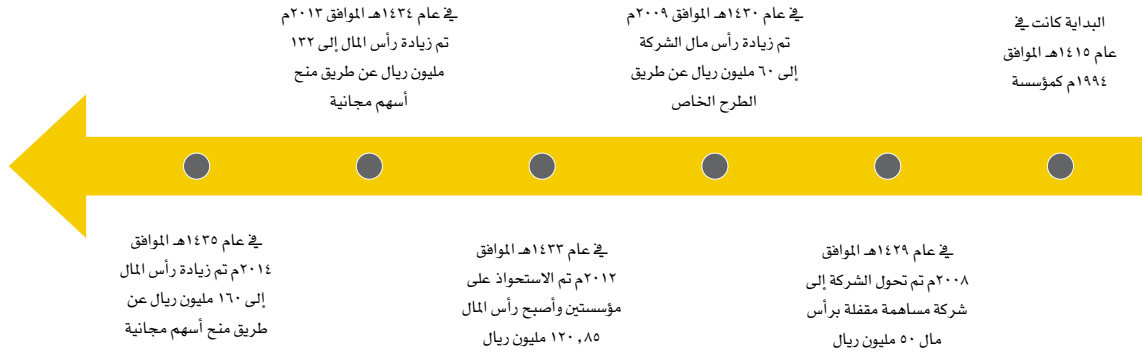 البداية كانت في
عام ١٤١٥هـ الموافق
١٩٩٤م كمؤسسة
في عام ١٤٢٩هـ الموافق
٢٠٠٨م تم تحول الشركة إلى
شركة مساهمة مقفلة برأس
مال ٥٠ مليون ريال
في عام ١٤٣٠هـ الموافق ٢٠٠٩م
تم زيادة رأس مال الشركة
إلى ٦٠ مليون ريال عن طريق
الطرح الخاص
في عام ١٤٣٣هـ الموافق
٢٠١٢م تم الاستحواذ على
مؤسستين وأصبح رأس المال
١٢٠,٨٥ مليون ريال
في عام ١٤٣٤هـ الموافق ٢٠١٣م
تم زيادة رأس المال إلى ١٣٢
مليون ريال عن طريق منح
أسهم مجانية
في عام ١٤٣٥هـ الموافق
٢٠١٤م تم زيادة رأس المال
إلى ١٦٠ مليون ريال عن
طريق منح أسهم مجانية